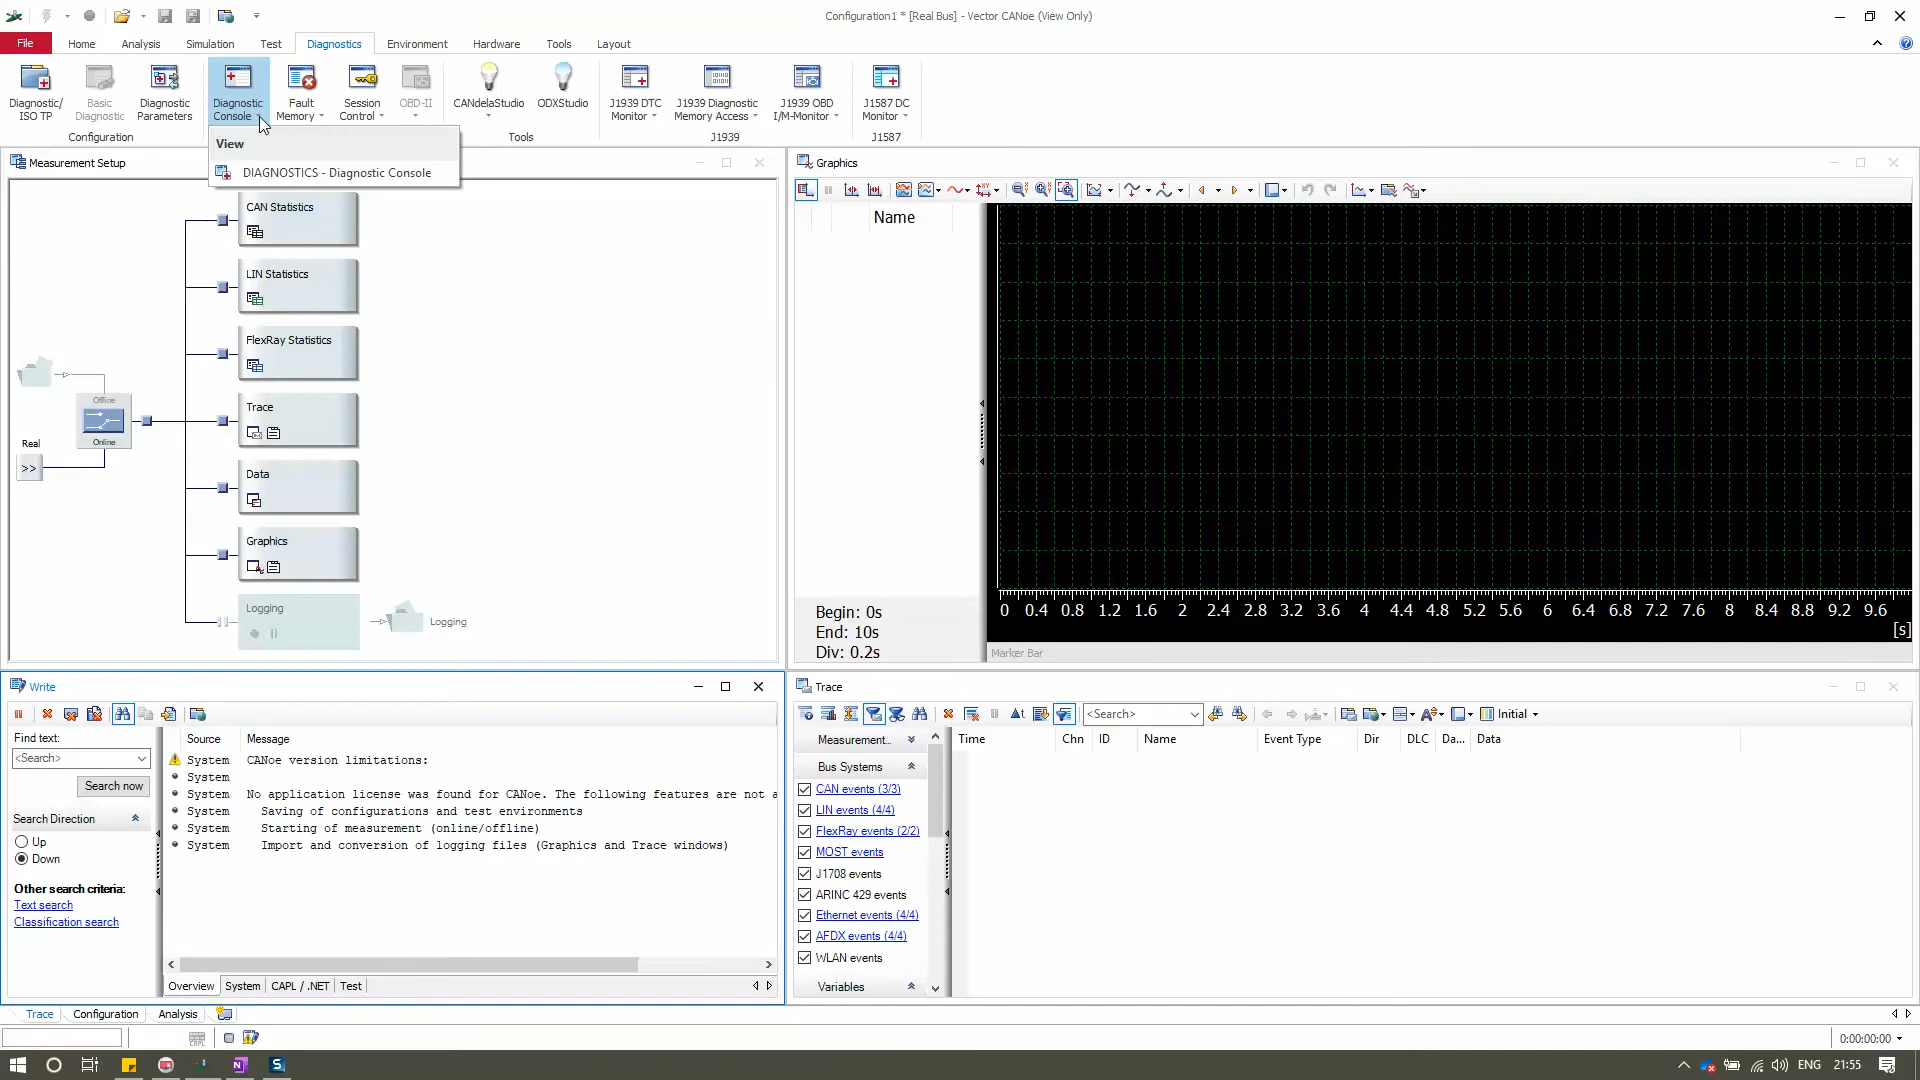 Configuration1 * [Real Bus] - Vector CANoe (View Only)
File Home Analysis Simulation Test Diagnostics Environment Hardware Tools Layout
Diagnostic/ ISO TP
Basic Diagnostic
Diagnostic Parameters
Diagnostic Console
Fault Memory
Session Control
OBD-II
CANdelaStudio
ODXStudio
J1939 DTC Monitor
J1939 Diagnostic Memory Access
J1939 OBD I/M-Monitor
J1587 DC Monitor
Configuration
Tools
J1939
J1587
View
DIAGNOSTICS - Diagnostic Console
Measurement Setup
CAN Statistics
LIN Statistics
FlexRay Statistics
Trace
Data
Graphics
Logging
Logging
Offline
Online
Real
>>
Graphics
Name
Begin: 0s
End: 10s
Div: 0.2s
0 0.4 0.8 1.2 1.6 2 2.4 2.8 3.2 3.6 4 4.4 4.8 5.2 5.6 6 6.4 6.8 7.2 7.6 8 8.4 8.8 9.2 9.6
[s]
Marker Bar
Write
Find text:
<Search>
Search now
Search Direction
Up
Down
Other search criteria:
Text search
Classification search
Source Message
System CANoe version limitations:
System
System No application license was found for CANoe. The following features are not a
System Saving of configurations and test environments
System Starting of measurement (online/offline)
System Import and conversion of logging files (Graphics and Trace windows)
Overview System CAPL / .NET Test
Trace
<Search>
Initial
Measurement...
Bus Systems
CAN events (3/3)
LIN events (4/4)
FlexRay events (2/2)
MOST events
J1708 events
ARINC 429 events
Ethernet events (4/4)
AFDX events (4/4)
WLAN events
Variables
Time Chn ID Name Event Type Dir DLC Da... Data
Trace Configuration Analysis
CAPL
0:00:00:00
ENG 21:55